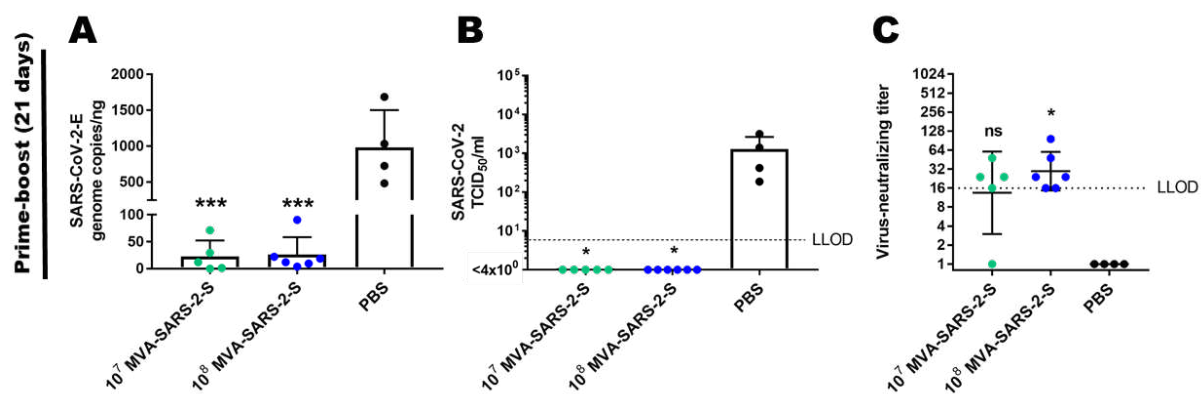 Prime-boost (21 days)
A
SARS-CoV-2-E
genome copies/ng
2000
1500
1000
500
100
50
0
***
***
10⁷ MVA-SARS-2-S
10⁸ MVA-SARS-2-S
PBS
B
SARS-CoV-2
TCID₅₀/ml
10⁵
10⁴
10³
10²
10¹
<4x10⁰
LLOD
*
*
10⁷ MVA-SARS-2-S
10⁸ MVA-SARS-2-S
PBS
C
Virus-neutralizing titer
1024
512
256
128
64
32
16
8
4
2
1
ns
*
LLOD
10⁷ MVA-SARS-2-S
10⁸ MVA-SARS-2-S
PBS